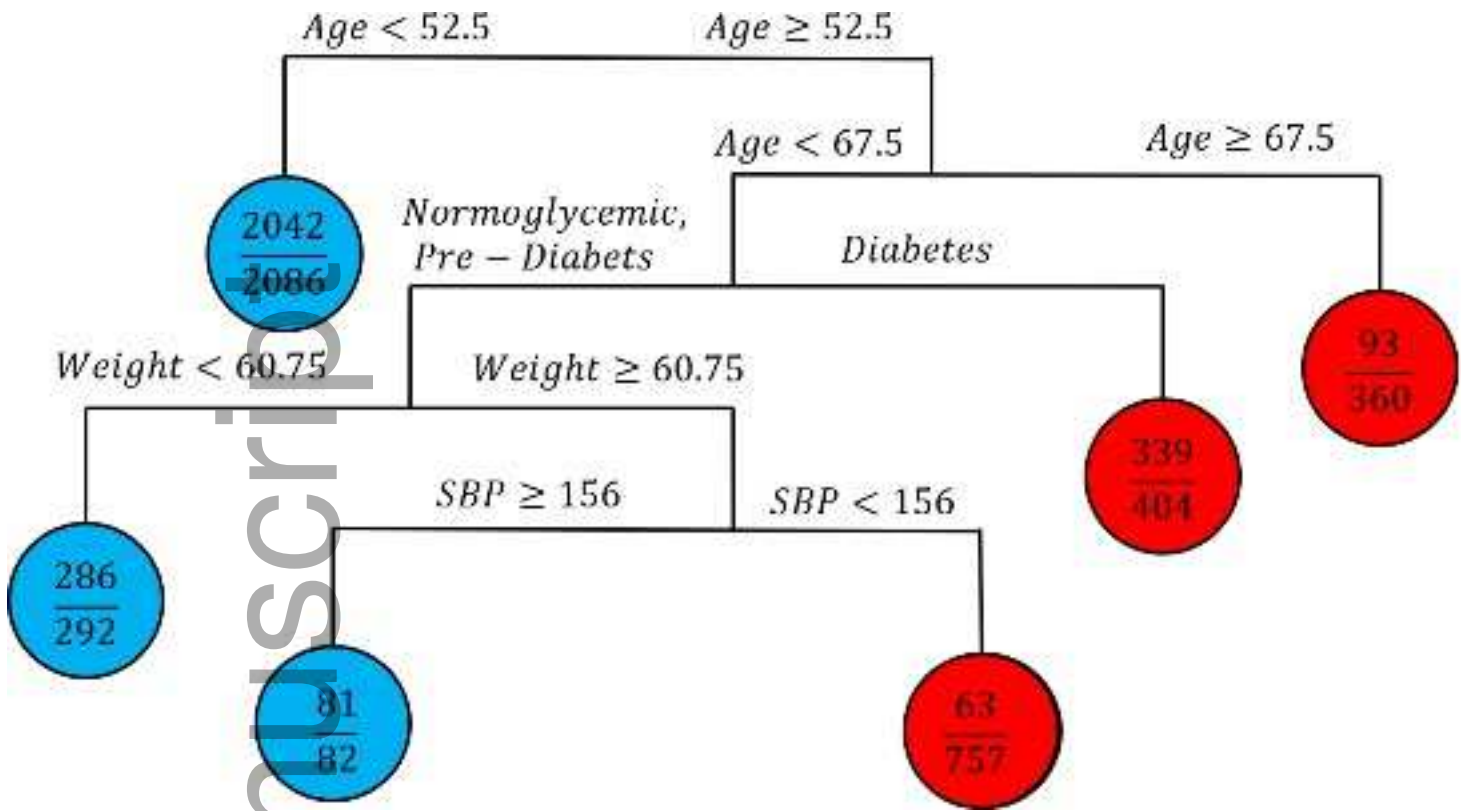 Age < 52.5
Age ≥ 52.5
Age < 67.5
Age ≥ 67.5
2042
2086
Normoglycemic,
Pre − Diabets
Diabetes
93
360
Weight < 60.75
Weight ≥ 60.75
339
404
SBP ≥ 156
SBP < 156
286
292
81
82
63
757
nuscript